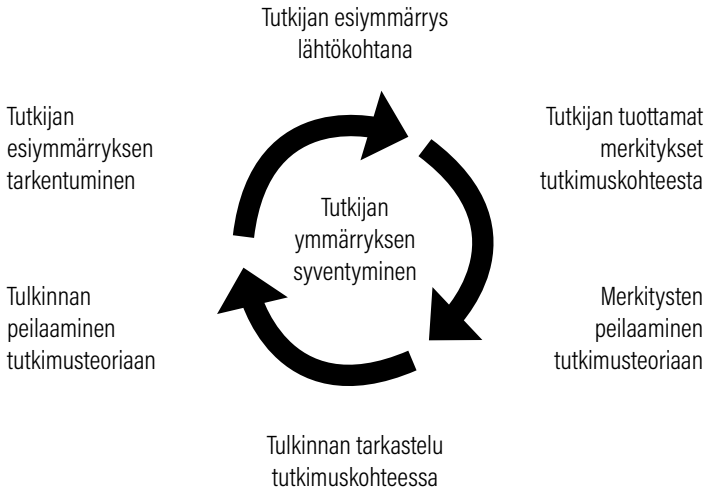 Tutkijan esiymmärrys
lähtökohtana
Tutkijan tuottamat
merkitykset
tutkimuskohteesta
Merkitysten
peilaaminen
tutkimusteoriaan
Tulkinnan tarkastelu
tutkimuskohteessa
Tulkinnan
peilaaminen
tutkimusteoriaan
Tutkijan
esiymmärryksen
tarkentuminen
Tutkijan
ymmärryksen
syventyminen